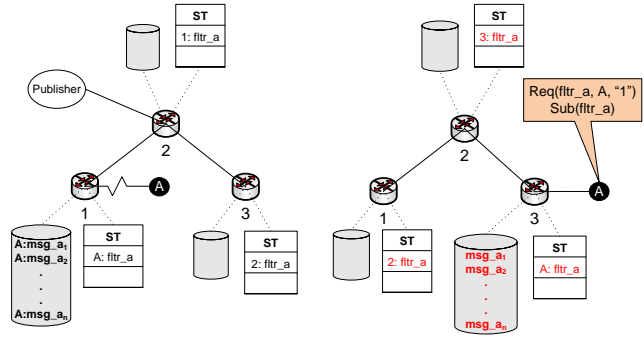 ST
1: fltr_a
Publisher
2
A
1
3
A:msg_a1
A:msg_a2
.
.
.
A:msg_an
ST
A: fltr_a
ST
2: fltr_a
ST
3: fltr_a
Req(fltr_a, A, “1”)
Sub(fltr_a)
2
A
1
3
ST
2: fltr_a
msg_a1
msg_a2
.
.
.
msg_an
ST
A: fltr_a